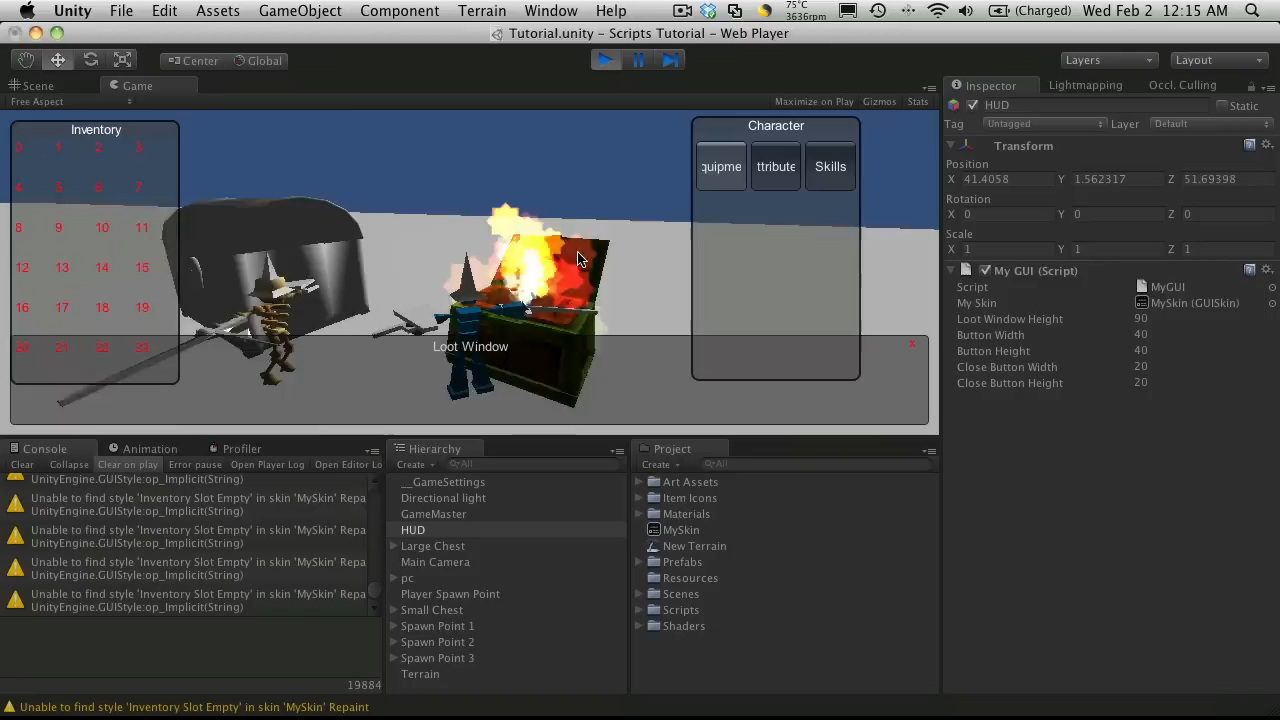 Unity File Edit Assets GameObject Component Terrain Window Help 75°C 3636rpm (Charged) Wed Feb 2 12:15 AM
Tutorial.unity - Scripts Tutorial - Web Player
Center Global Layers Layout
Scene Game
Free Aspect Maximize on Play Gizmos Stats
Inventory
0 1 2 3
4 5 6 7
8 9 10 11
12 13 14 15
16 17 18 19
20 21 22 23
Character
quipme ttribute Skills
Loot Window x
Inspector Lightmapping Occl. Culling
HUD Static
Tag Untagged Layer Default
Transform
Position
X 41.4058 Y 1.562317 Z 51.69398
Rotation
X 0 Y 0 Z 0
Scale
X 1 Y 1 Z 1
My GUI (Script)
Script MyGUI
My Skin MySkin (GUISkin)
Loot Window Height 90
Button Width 40
Button Height 40
Close Button Width 20
Close Button Height 20
Console Animation Profiler
Clear Collapse Clear on play Error pause Open Player Log Open Editor Lo
UnityEngine.GUIStyle:op_Implicit(String)
Unable to find style 'Inventory Slot Empty' in skin 'MySkin' Repa
UnityEngine.GUIStyle:op_Implicit(String)
Unable to find style 'Inventory Slot Empty' in skin 'MySkin' Repa
UnityEngine.GUIStyle:op_Implicit(String)
Unable to find style 'Inventory Slot Empty' in skin 'MySkin' Repa
UnityEngine.GUIStyle:op_Implicit(String)
Unable to find style 'Inventory Slot Empty' in skin 'MySkin' Repa
UnityEngine.GUIStyle:op_Implicit(String)
19884
Hierarchy
Create All
__GameSettings
Directional light
GameMaster
HUD
Large Chest
Main Camera
pc
Player Spawn Point
Small Chest
Spawn Point 1
Spawn Point 2
Spawn Point 3
Terrain
Project
Create All
Art Assets
Item Icons
Materials
MySkin
New Terrain
Prefabs
Resources
Scenes
Scripts
Shaders
Unable to find style 'Inventory Slot Empty' in skin 'MySkin' Repaint